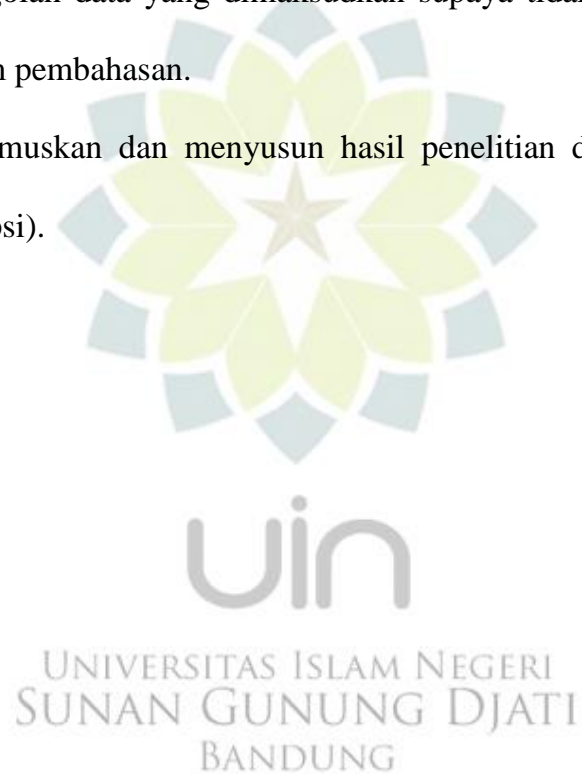 data yang dimaksudkan supaya tidak
pembahasan.
muskan dan menyusun hasil penelitian d
si).
uin
UNIVERSITAS ISLAM NEGERI
SUNAN GUNUNG DJATI
BANDUNG